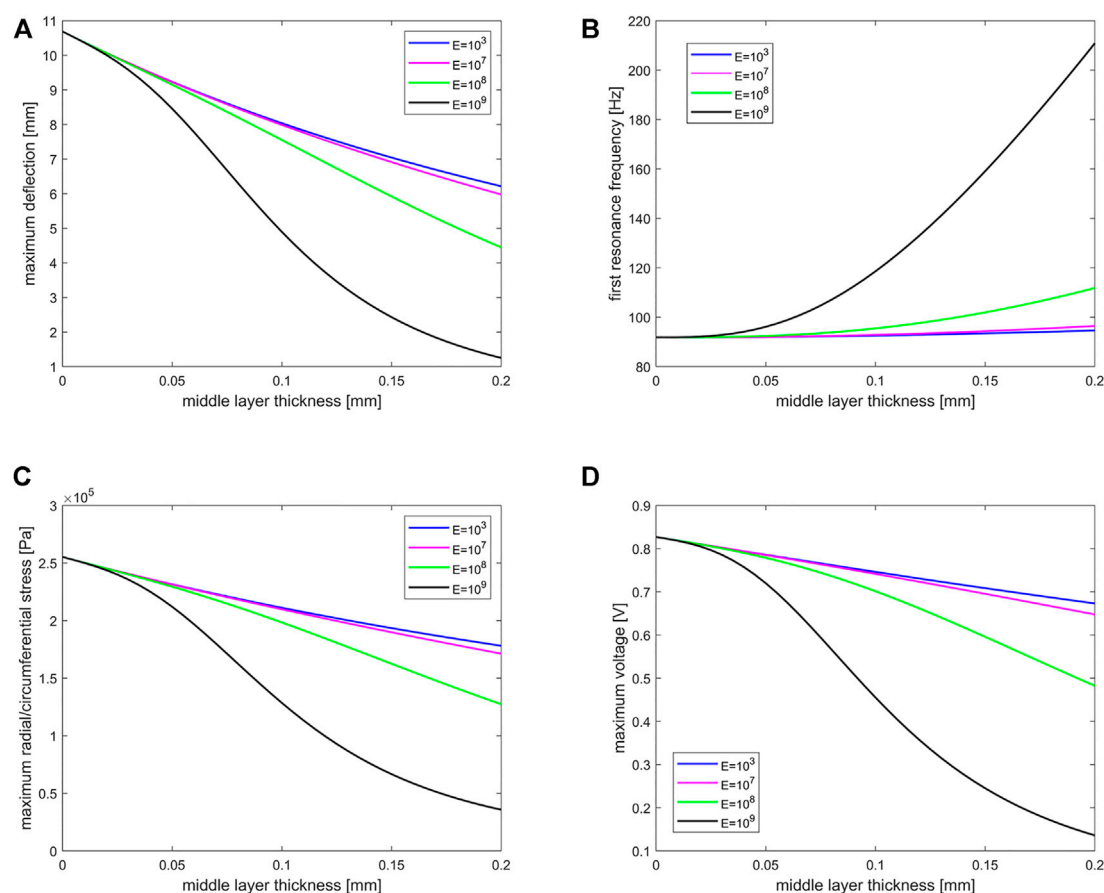 A
maximum deflection [mm]
11
10
9
8
7
6
5
4
3
2
1
0
0.05
0.1
0.15
0.2
middle layer thickness [mm]
E=10³
E=10⁷
E=10⁸
E=10⁹
B
first resonance frequency [Hz]
220
200
180
160
140
120
100
80
0
0.05
0.1
0.15
0.2
middle layer thickness [mm]
E=10³
E=10⁷
E=10⁸
E=10⁹
C
maximum radial/circumferential stress [Pa]
×10⁵
3
2.5
2
1.5
1
0.5
0
0
0.05
0.1
0.15
0.2
middle layer thickness [mm]
E=10³
E=10⁷
E=10⁸
E=10⁹
D
maximum voltage [V]
0.9
0.8
0.7
0.6
0.5
0.4
0.3
0.2
0.1
0
0.05
0.1
0.15
0.2
middle layer thickness [mm]
E=10³
E=10⁷
E=10⁸
E=10⁹